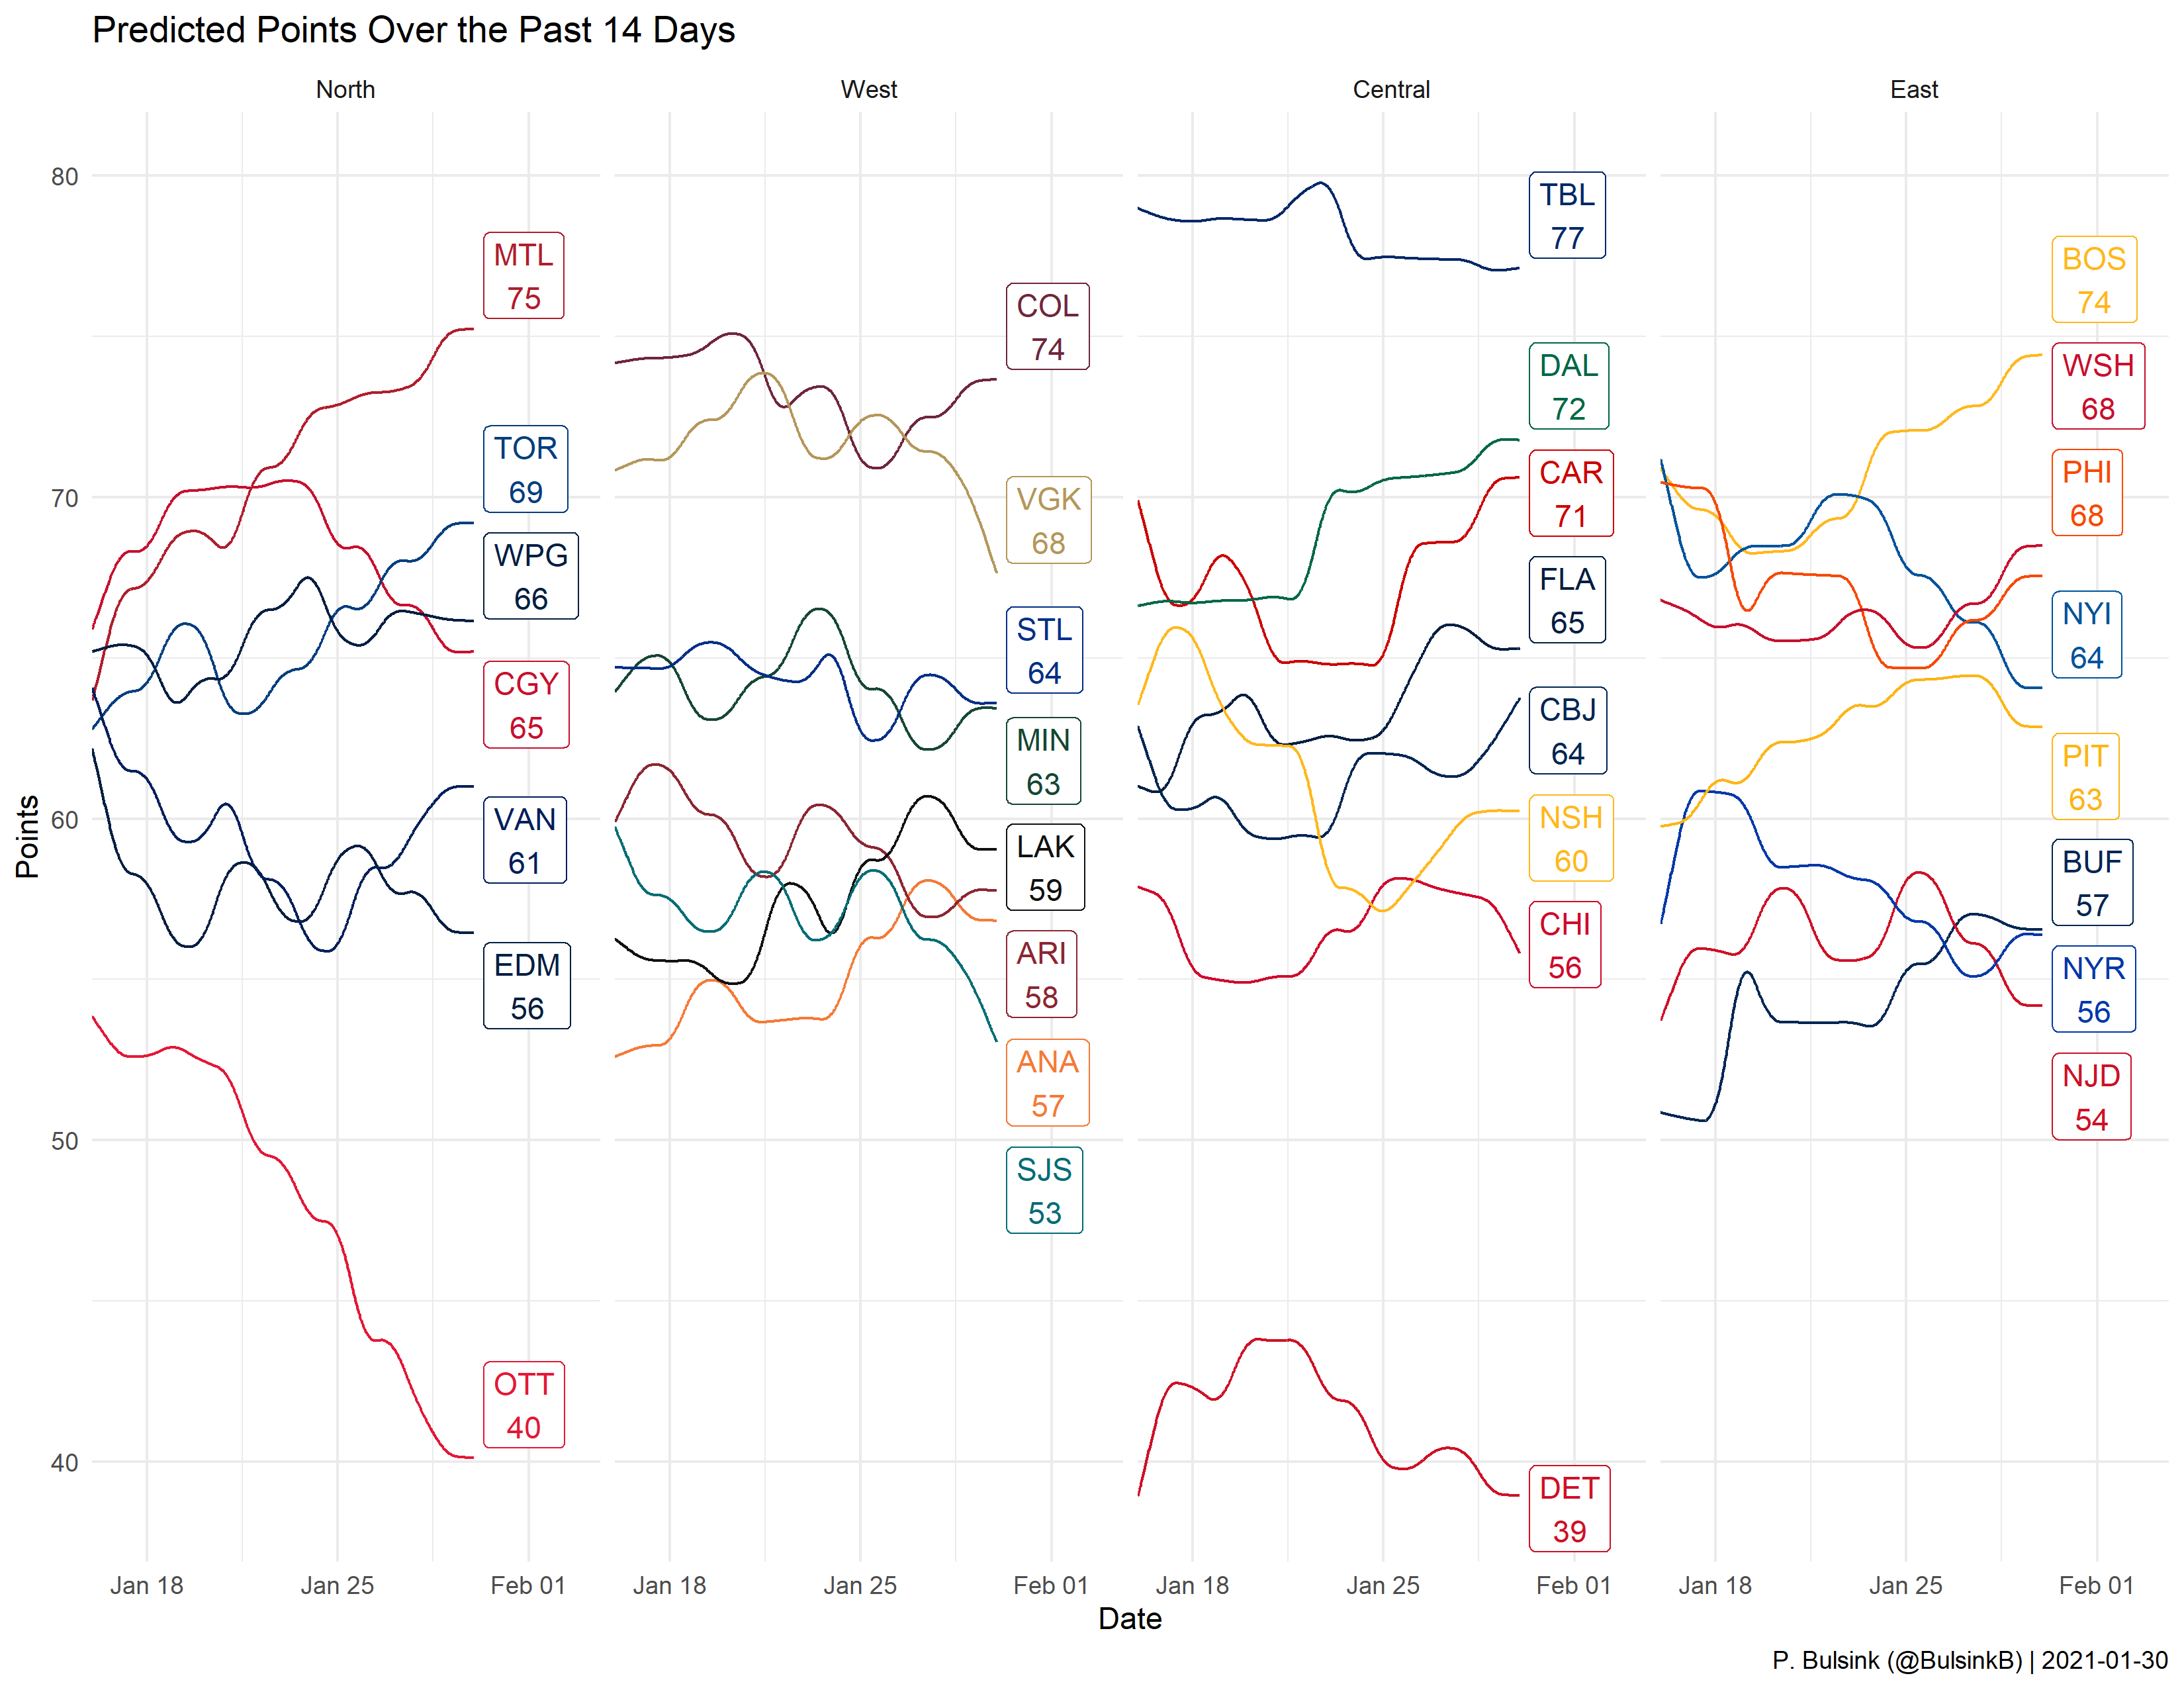 Predicted Points Over the Past 14 Days
North
West
Central
East
Points
80
70
60
50
40
MTL
75
TOR
69
WPG
66
CGY
65
VAN
61
EDM
56
OTT
40
COL
74
VGK
68
STL
64
MIN
63
LAK
59
ARI
58
ANA
57
SJS
53
TBL
77
DAL
72
CAR
71
FLA
65
CBJ
64
NSH
60
CHI
56
DET
39
BOS
74
WSH
68
PHI
68
NYI
64
PIT
63
BUF
57
NYR
56
NJD
54
Jan 18
Jan 25
Feb 01
Jan 18
Jan 25
Feb 01
Jan 18
Jan 25
Feb 01
Jan 18
Jan 25
Feb 01
Date
P. Bulsink (@BulsinkB) | 2021-01-30